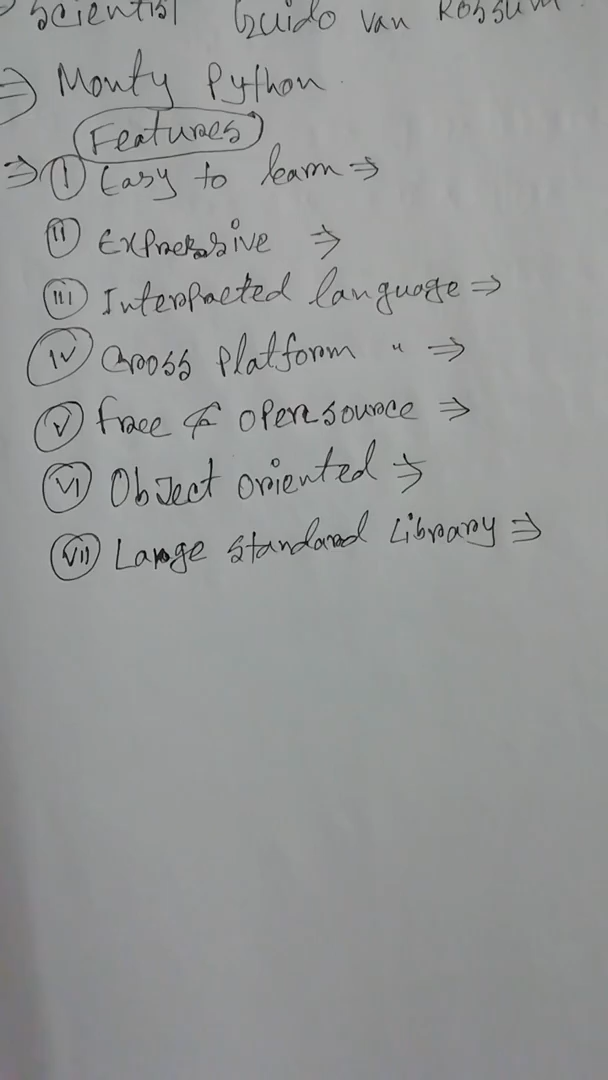 Scientist Guido van Rossum.
⇒ Monty Python.
Features
⇒ (I) Easy to learn ⇒
(II) Expressive ⇒
(III) Interpreted language ⇒
(IV) Cross Platform " ⇒
(V) free & open source ⇒
(VI) Object oriented ⇒
(VII) Large Standard Library ⇒